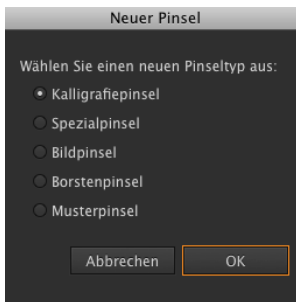 Neuer Pinsel
Wählen Sie einen neuen Pinseltyp aus:
Kalligrafiepinsel
Spezialpinsel
Bildpinsel
Borstenpinsel
Musterpinsel
Abbrechen OK